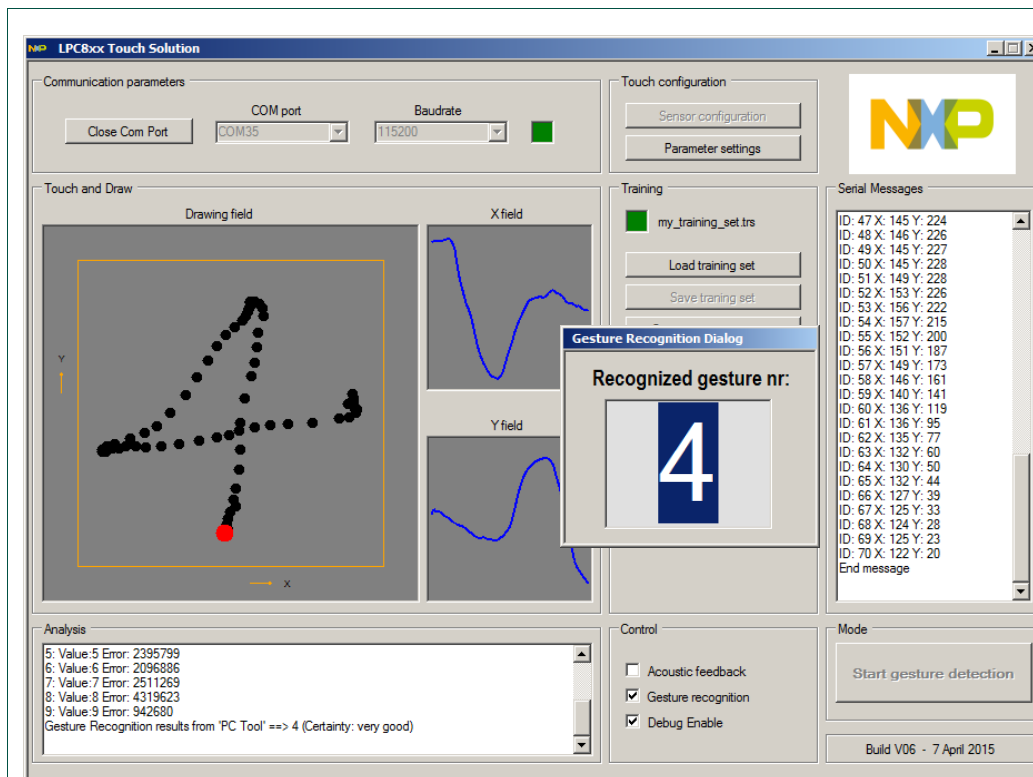 NXP LPC8xx Touch Solution
Communication parameters
COM port
Baudrate
Close Com Port
COM35
115200
Touch configuration
Sensor configuration
Parameter settings
NXP
Touch and Draw
Drawing field
Y
X
X field
Y field
Training
my_training_set.trs
Load training set
Save traning set
Gesture Recognition Dialog
Recognized gesture nr:
4
Serial Messages
ID: 47 X: 145 Y: 224
ID: 48 X: 146 Y: 226
ID: 49 X: 145 Y: 227
ID: 50 X: 145 Y: 228
ID: 51 X: 149 Y: 228
ID: 52 X: 153 Y: 226
ID: 53 X: 156 Y: 222
ID: 54 X: 157 Y: 215
ID: 55 X: 152 Y: 200
ID: 56 X: 151 Y: 187
ID: 57 X: 149 Y: 173
ID: 58 X: 146 Y: 161
ID: 59 X: 140 Y: 141
ID: 60 X: 136 Y: 119
ID: 61 X: 136 Y: 95
ID: 62 X: 135 Y: 77
ID: 63 X: 132 Y: 60
ID: 64 X: 130 Y: 50
ID: 65 X: 132 Y: 44
ID: 66 X: 127 Y: 39
ID: 67 X: 125 Y: 33
ID: 68 X: 124 Y: 28
ID: 69 X: 125 Y: 23
ID: 70 X: 122 Y: 20
End message
Analysis
5: Value:5 Error: 2395799
6: Value:6 Error: 2096886
7: Value:7 Error: 2511269
8: Value:8 Error: 4319623
9: Value:9 Error: 942680
Gesture Recognition results from 'PC Tool' ==> 4 (Certainty: very good)
Control
Acoustic feedback
Gesture recognition
Debug Enable
Mode
Start gesture detection
Build V06 - 7 April 2015